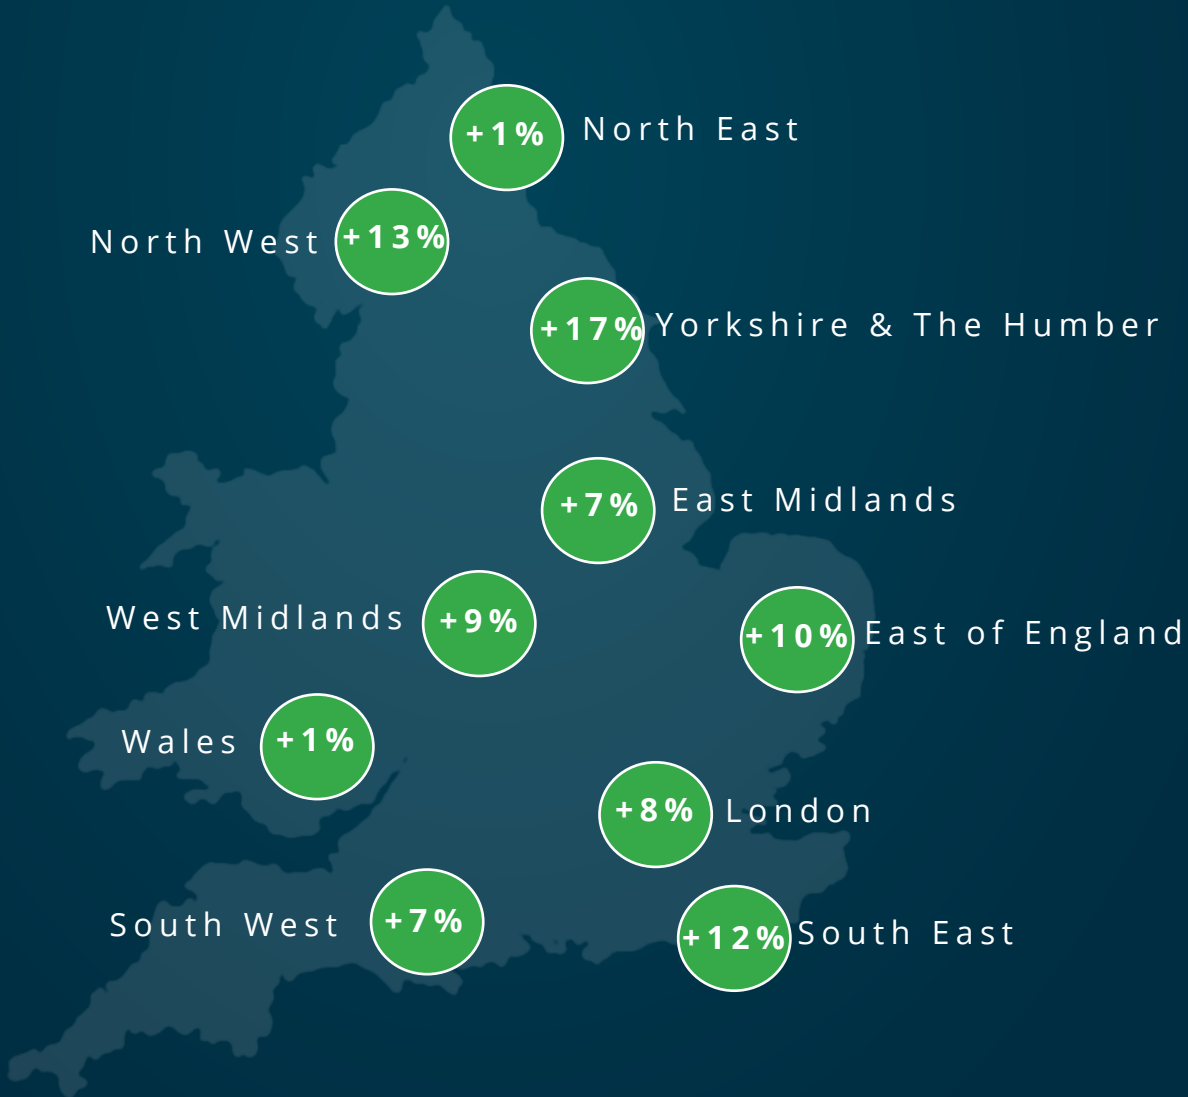 +1% North East
North West +13%
+17% Yorkshire & The Humber
+7% East Midlands
West Midlands +9%
+10% East of England
Wales +1%
+8% London
South West +7%
+12% South East